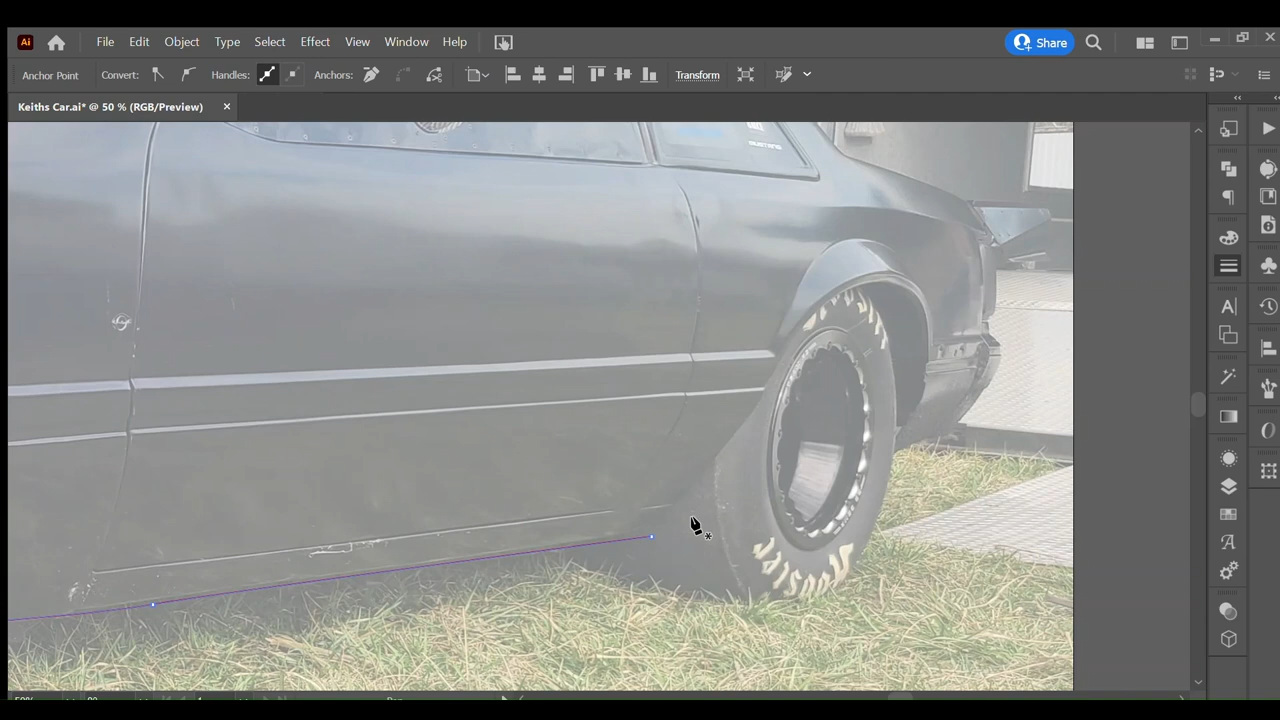 Ai File Edit Object Type Select Effect View Window Help Share
Anchor Point Convert: Handles: Anchors: Transform
Keiths Car.ai* @ 50 % (RGB/Preview) ×
Hoosier